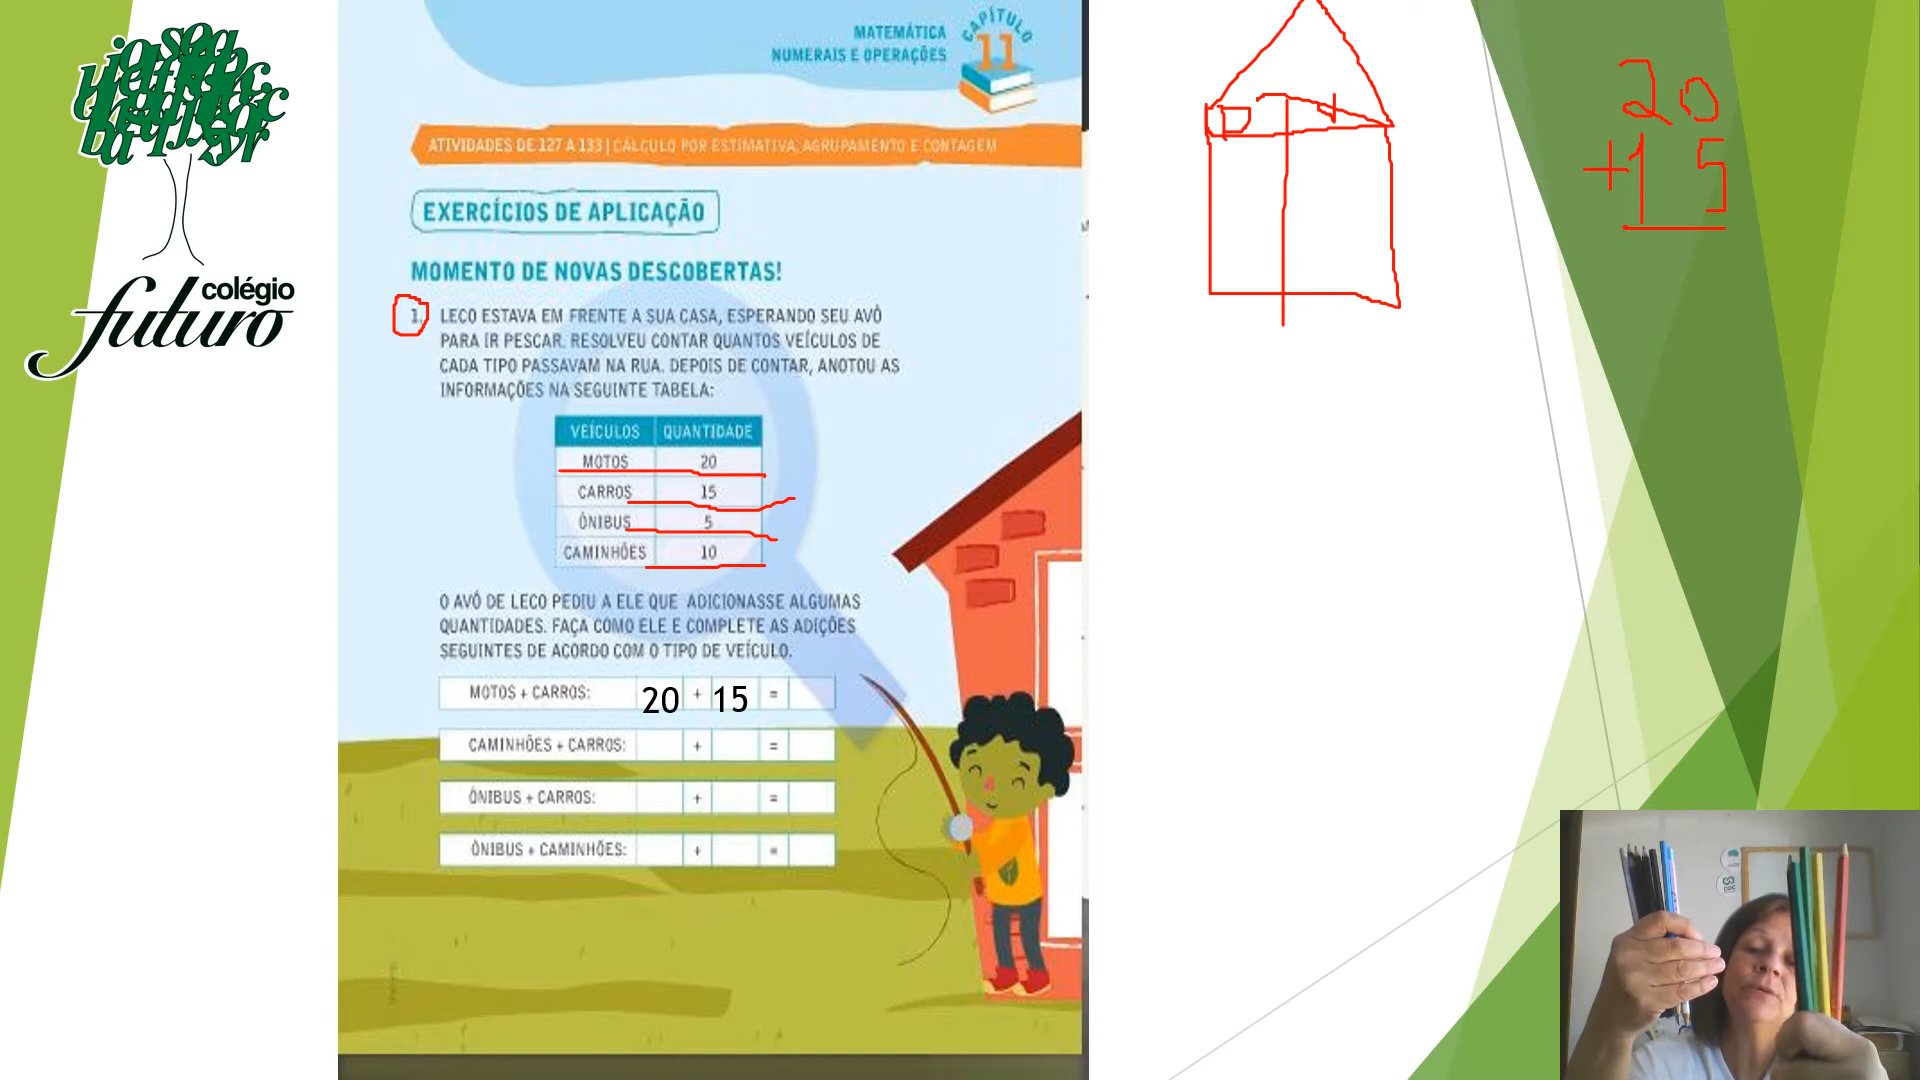 colégio
futuro
MATEMÁTICA
NUMERAIS E OPERAÇÕES
CAPÍTULO
11
ATIVIDADES DE 127 A 133 | CÁLCULO POR ESTIMATIVA, AGRUPAMENTO E CONTAGEM
EXERCÍCIOS DE APLICAÇÃO
MOMENTO DE NOVAS DESCOBERTAS!
1. LECO ESTAVA EM FRENTE A SUA CASA, ESPERANDO SEU AVÔ
PARA IR PESCAR. RESOLVEU CONTAR QUANTOS VEÍCULOS DE
CADA TIPO PASSAVAM NA RUA. DEPOIS DE CONTAR, ANOTOU AS
INFORMAÇÕES NA SEGUINTE TABELA:
VEÍCULOS QUANTIDADE
MOTOS 20
CARROS 15
ÔNIBUS 5
CAMINHÕES 10
O AVÔ DE LECO PEDIU A ELE QUE ADICIONASSE ALGUMAS
QUANTIDADES. FAÇA COMO ELE E COMPLETE AS ADIÇÕES
SEGUINTES DE ACORDO COM O TIPO DE VEÍCULO.
MOTOS + CARROS: 20 + 15 =
CAMINHÕES + CARROS: + =
ÔNIBUS + CARROS: + =
ÔNIBUS + CAMINHÕES: + =
D U
20
+15